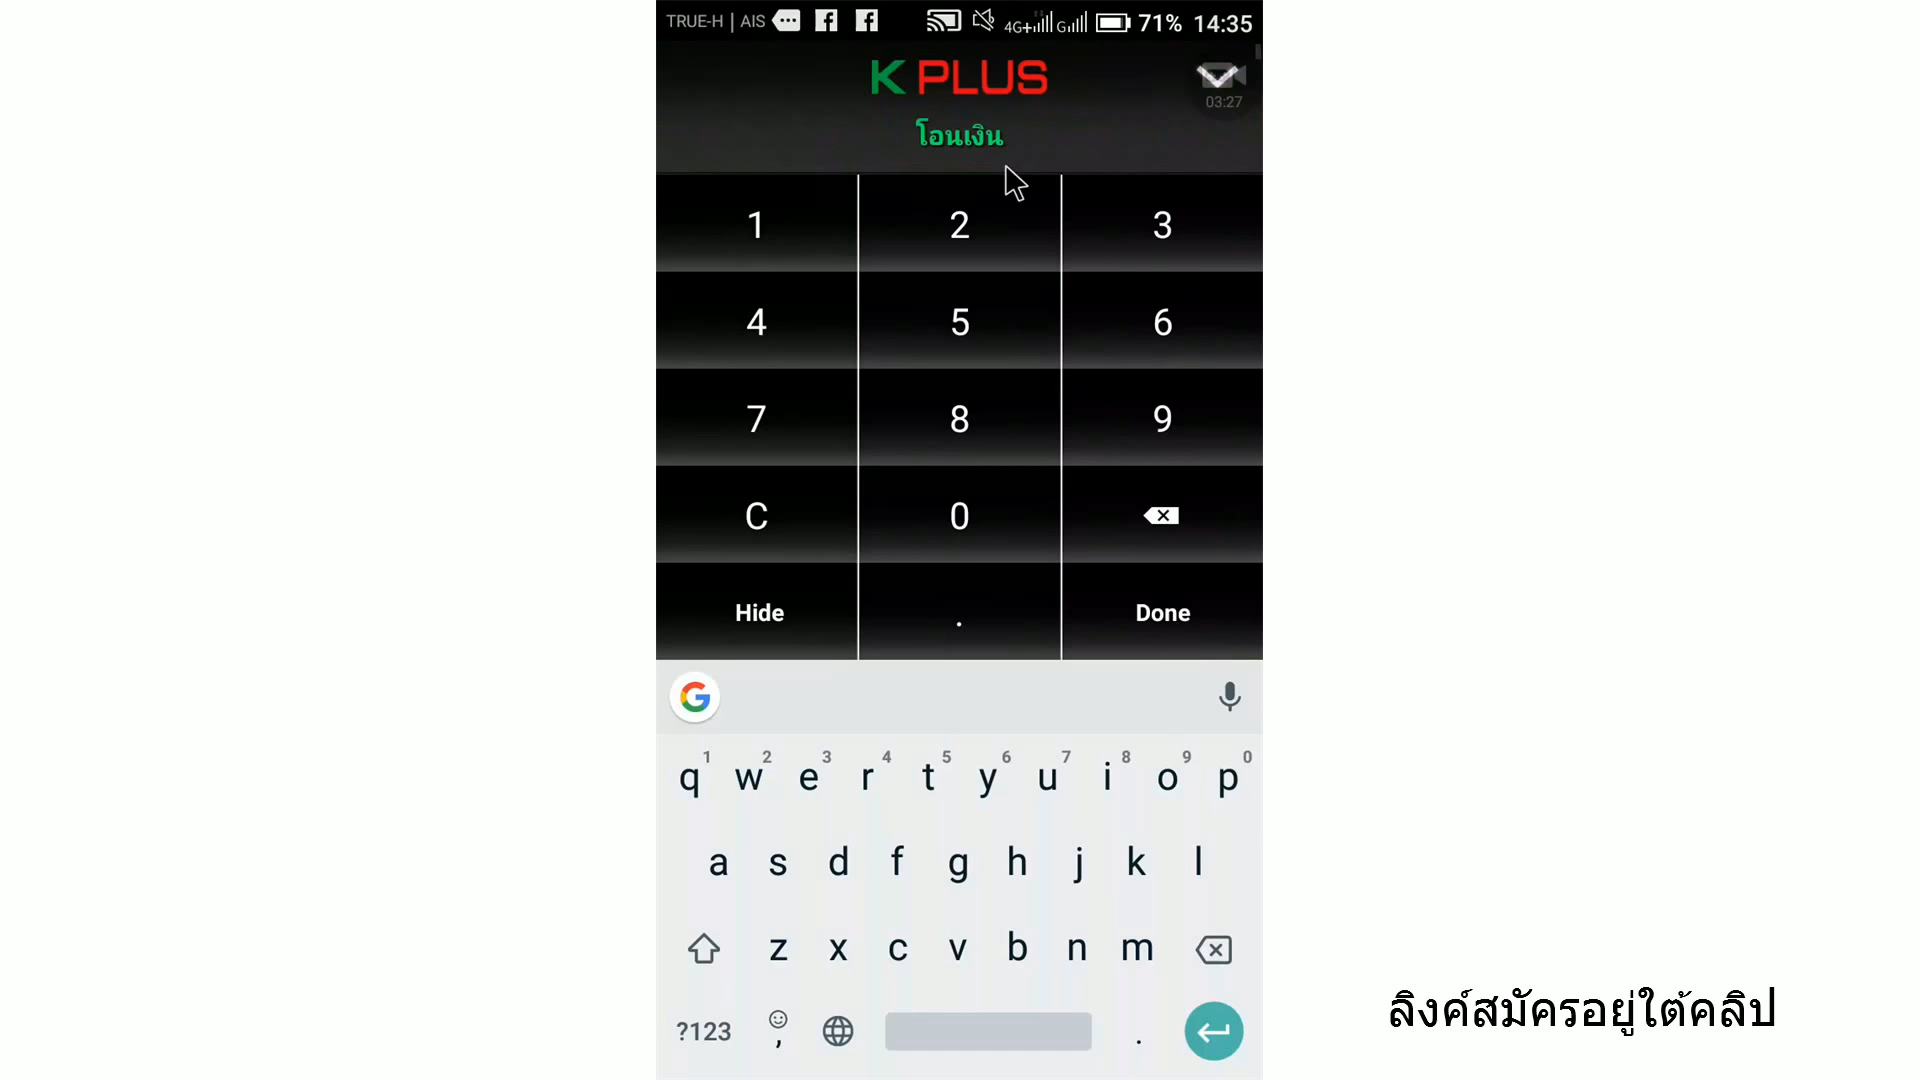 TRUE-H | AIS 4G+ G 71% 14:35
K PLUS
03:27
โอนเงิน
1 2 3
4 5 6
7 8 9
C 0
Hide . Done
G
1 2 3 4 5 6 7 8 9 0
q w e r t y u i o p
a s d f g h j k l
z x c v b n m
?123 , .
ลิงค์สมัครอยู่ใต้คลิป